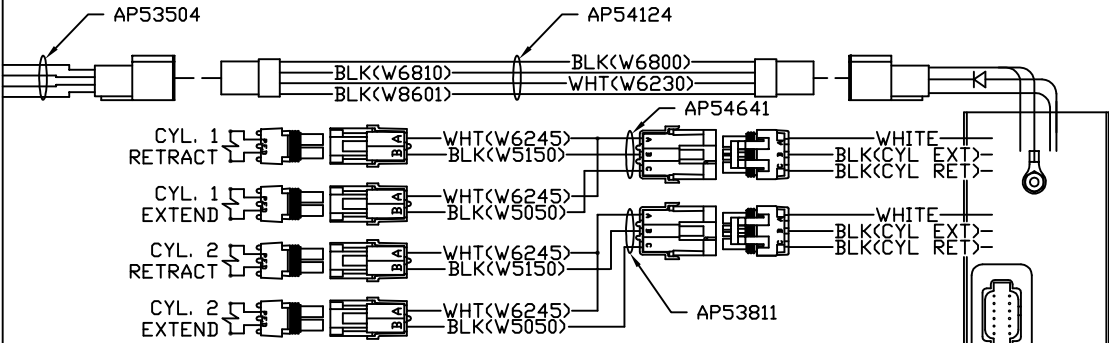 AP53504
AP54124
BLK(W6800)
BLK(W6810)
WHT(W6230)
BLK(W8601)
AP54641
CYL. 1
RETRACT
A
B
WHT(W6245)
BLK(W5150)
A
B
C
WHITE
BLK(CYL EXT)
BLK(CYL RET)
CYL. 1
EXTEND
A
B
WHT(W6245)
BLK(W5050)
A
B
C
WHITE
BLK(CYL EXT)
BLK(CYL RET)
CYL. 2
RETRACT
A
B
WHT(W6245)
BLK(W5150)
CYL. 2
EXTEND
A
B
WHT(W6245)
BLK(W5050)
AP53811